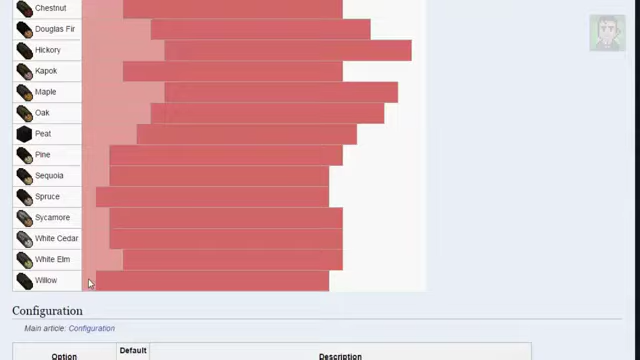 Chestnut
Douglas Fir
Hickory
Kapok
Maple
Oak
Peat
Pine
Sequoia
Spruce
Sycamore
White Cedar
White Elm
Willow
Configuration
Main article: Configuration
Option Default Description